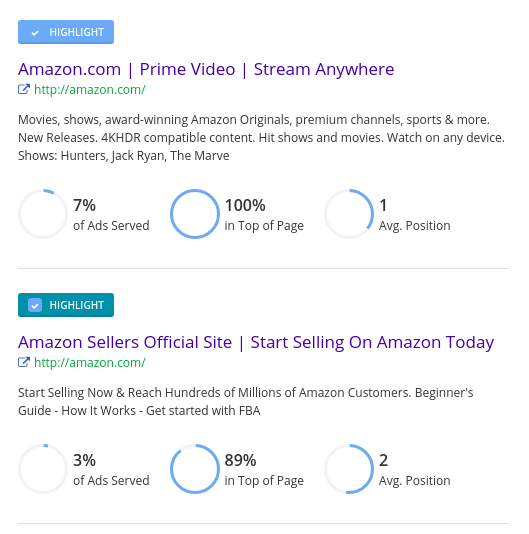 HIGHLIGHT
Amazon.com | Prime Video | Stream Anywhere
http://amazon.com/
Movies, shows, award-winning Amazon Originals, premium channels, sports & more.
New Releases. 4KHDR compatible content. Hit shows and movies. Watch on any device.
Shows: Hunters, Jack Ryan, The Marve
7% 100% 1
of Ads Served in Top of Page Avg. Position
HIGHLIGHT
Amazon Sellers Official Site | Start Selling On Amazon Today
http://amazon.com/
Start Selling Now & Reach Hundreds of Millions of Amazon Customers. Beginner's
Guide - How It Works - Get started with FBA
3% 89% 2
of Ads Served in Top of Page Avg. Position